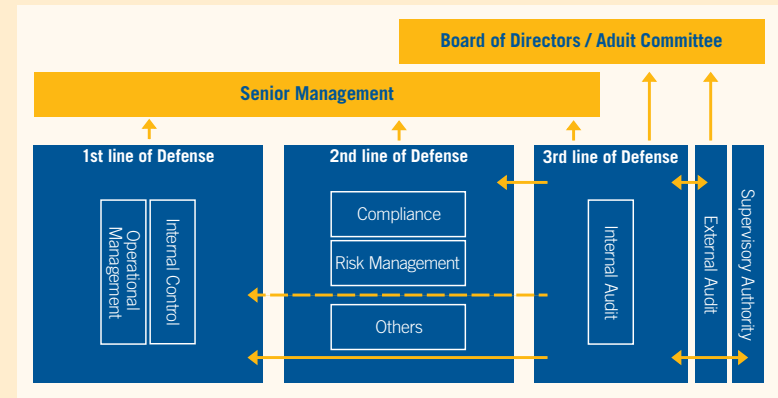 Board of Directors / Aduit Committee
Senior Management
1st line of Defense
2nd line of Defense
3rd line of Defense
Operational
Management
Internal Control
Compliance
Risk Management
Others
Internal Audit
External Audit
Supervisory Authority